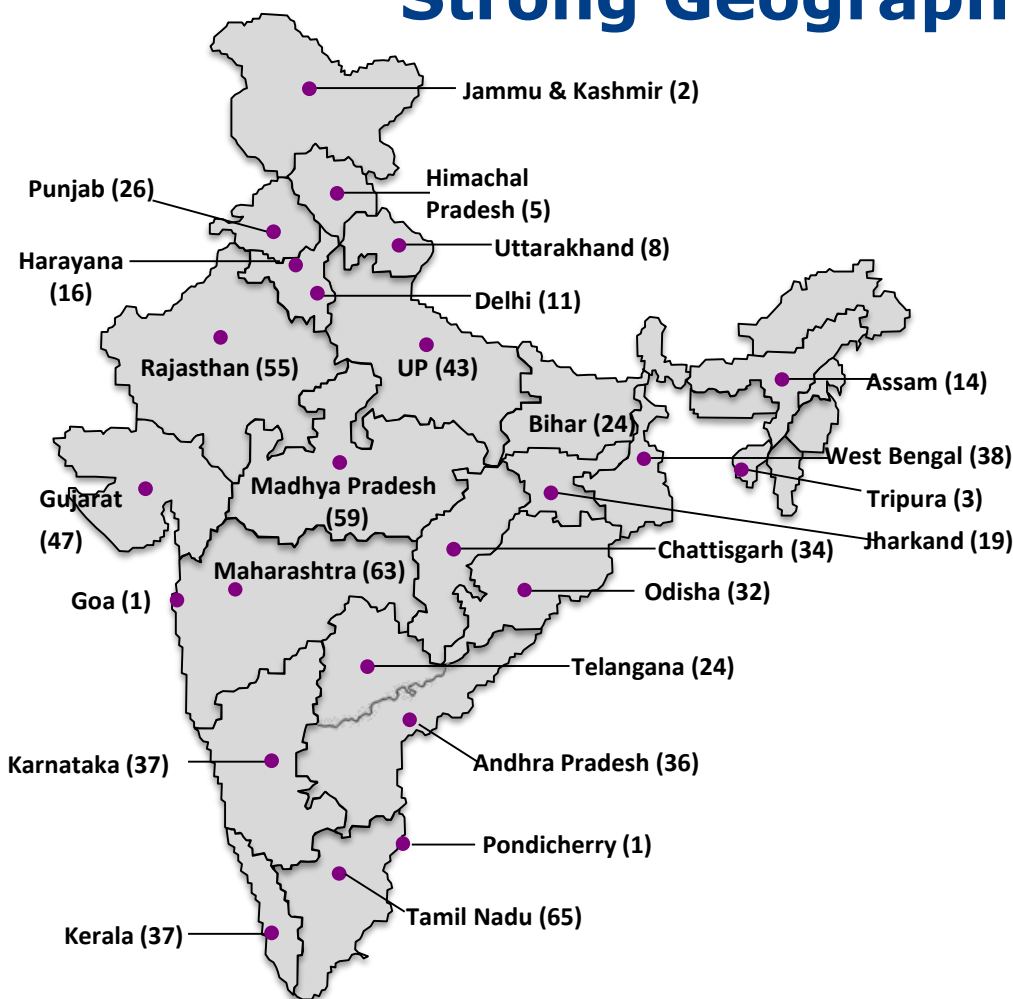 Strong Geograph
Jammu & Kashmir (2)
Himachal
Pradesh (5)
Punjab (26)
Uttarakhand (8)
Harayana
(16)
Delhi (11)
Rajasthan (55)
UP (43)
Assam (14)
Bihar (24)
West Bengal (38)
Madhya Pradesh
(59)
Gujarat
(47)
Tripura (3)
Jharkand (19)
Chattisgarh (34)
Maharashtra (63)
Odisha (32)
Goa (1)
Telangana (24)
Karnataka (37)
Andhra Pradesh (36)
Pondicherry (1)
Tamil Nadu (65)
Kerala (37)